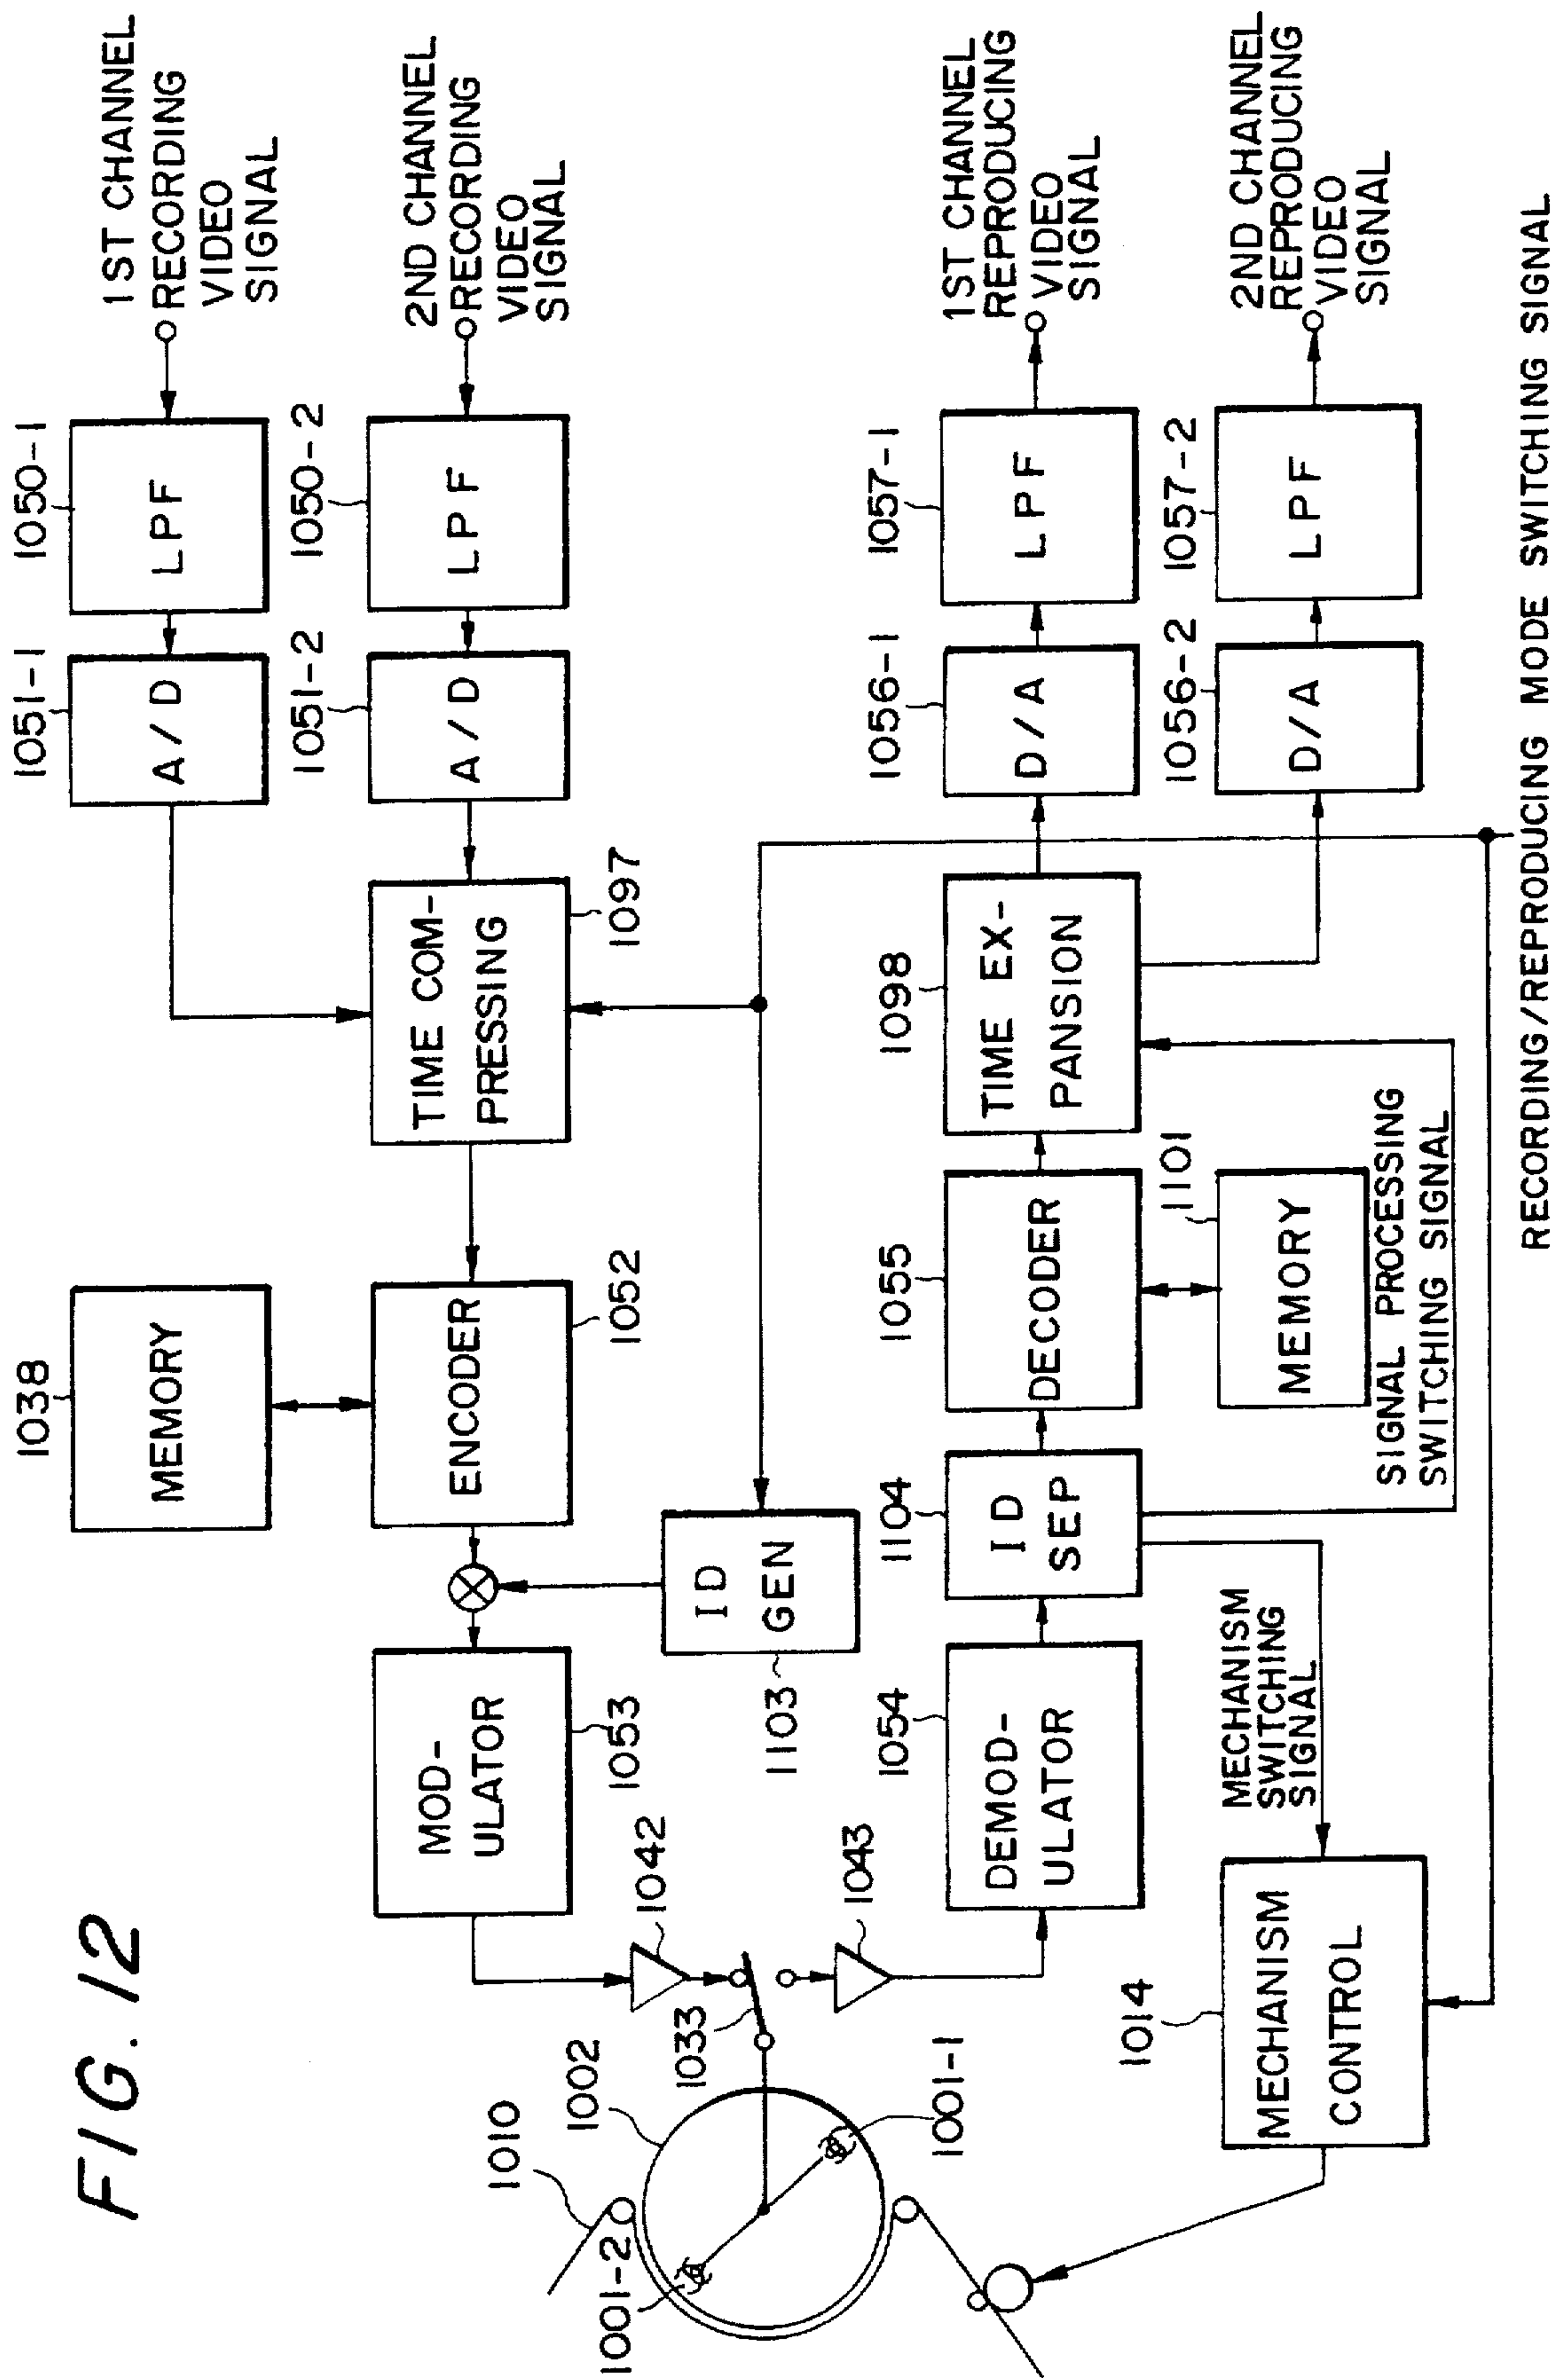 FIG. 12
1038
MEMORY
1051-1
A/D
1050-1
LPF
1ST CHANNEL
RECORDING
VIDEO
SIGNAL
MOD-
ULATOR
1053
ENCODER
1052
TIME COM-
PRESSING
1097
1051-2
A/D
1050-2
LPF
2ND CHANNEL
RECORDING
VIDEO
SIGNAL
1010
1002
1001-2
1001-1
1033
1042
1043
ID
GEN
1103
1054
DEMOD-
ULATOR
1104
ID
SEP
1055
DECODER
1098
TIME EX-
PANSION
1056-1
D/A
1057-1
LPF
1ST CHANNEL
REPRODUCING
VIDEO
SIGNAL
1014
MECHANISM
CONTROL
MECHANISM
SWITCHING
SIGNAL
1101
MEMORY
SIGNAL PROCESSING
SWITCHING SIGNAL
1056-2
D/A
1057-2
LPF
2ND CHANNEL
REPRODUCING
VIDEO
SIGNAL
RECORDING/REPRODUCING MODE SWITCHING SIGNAL